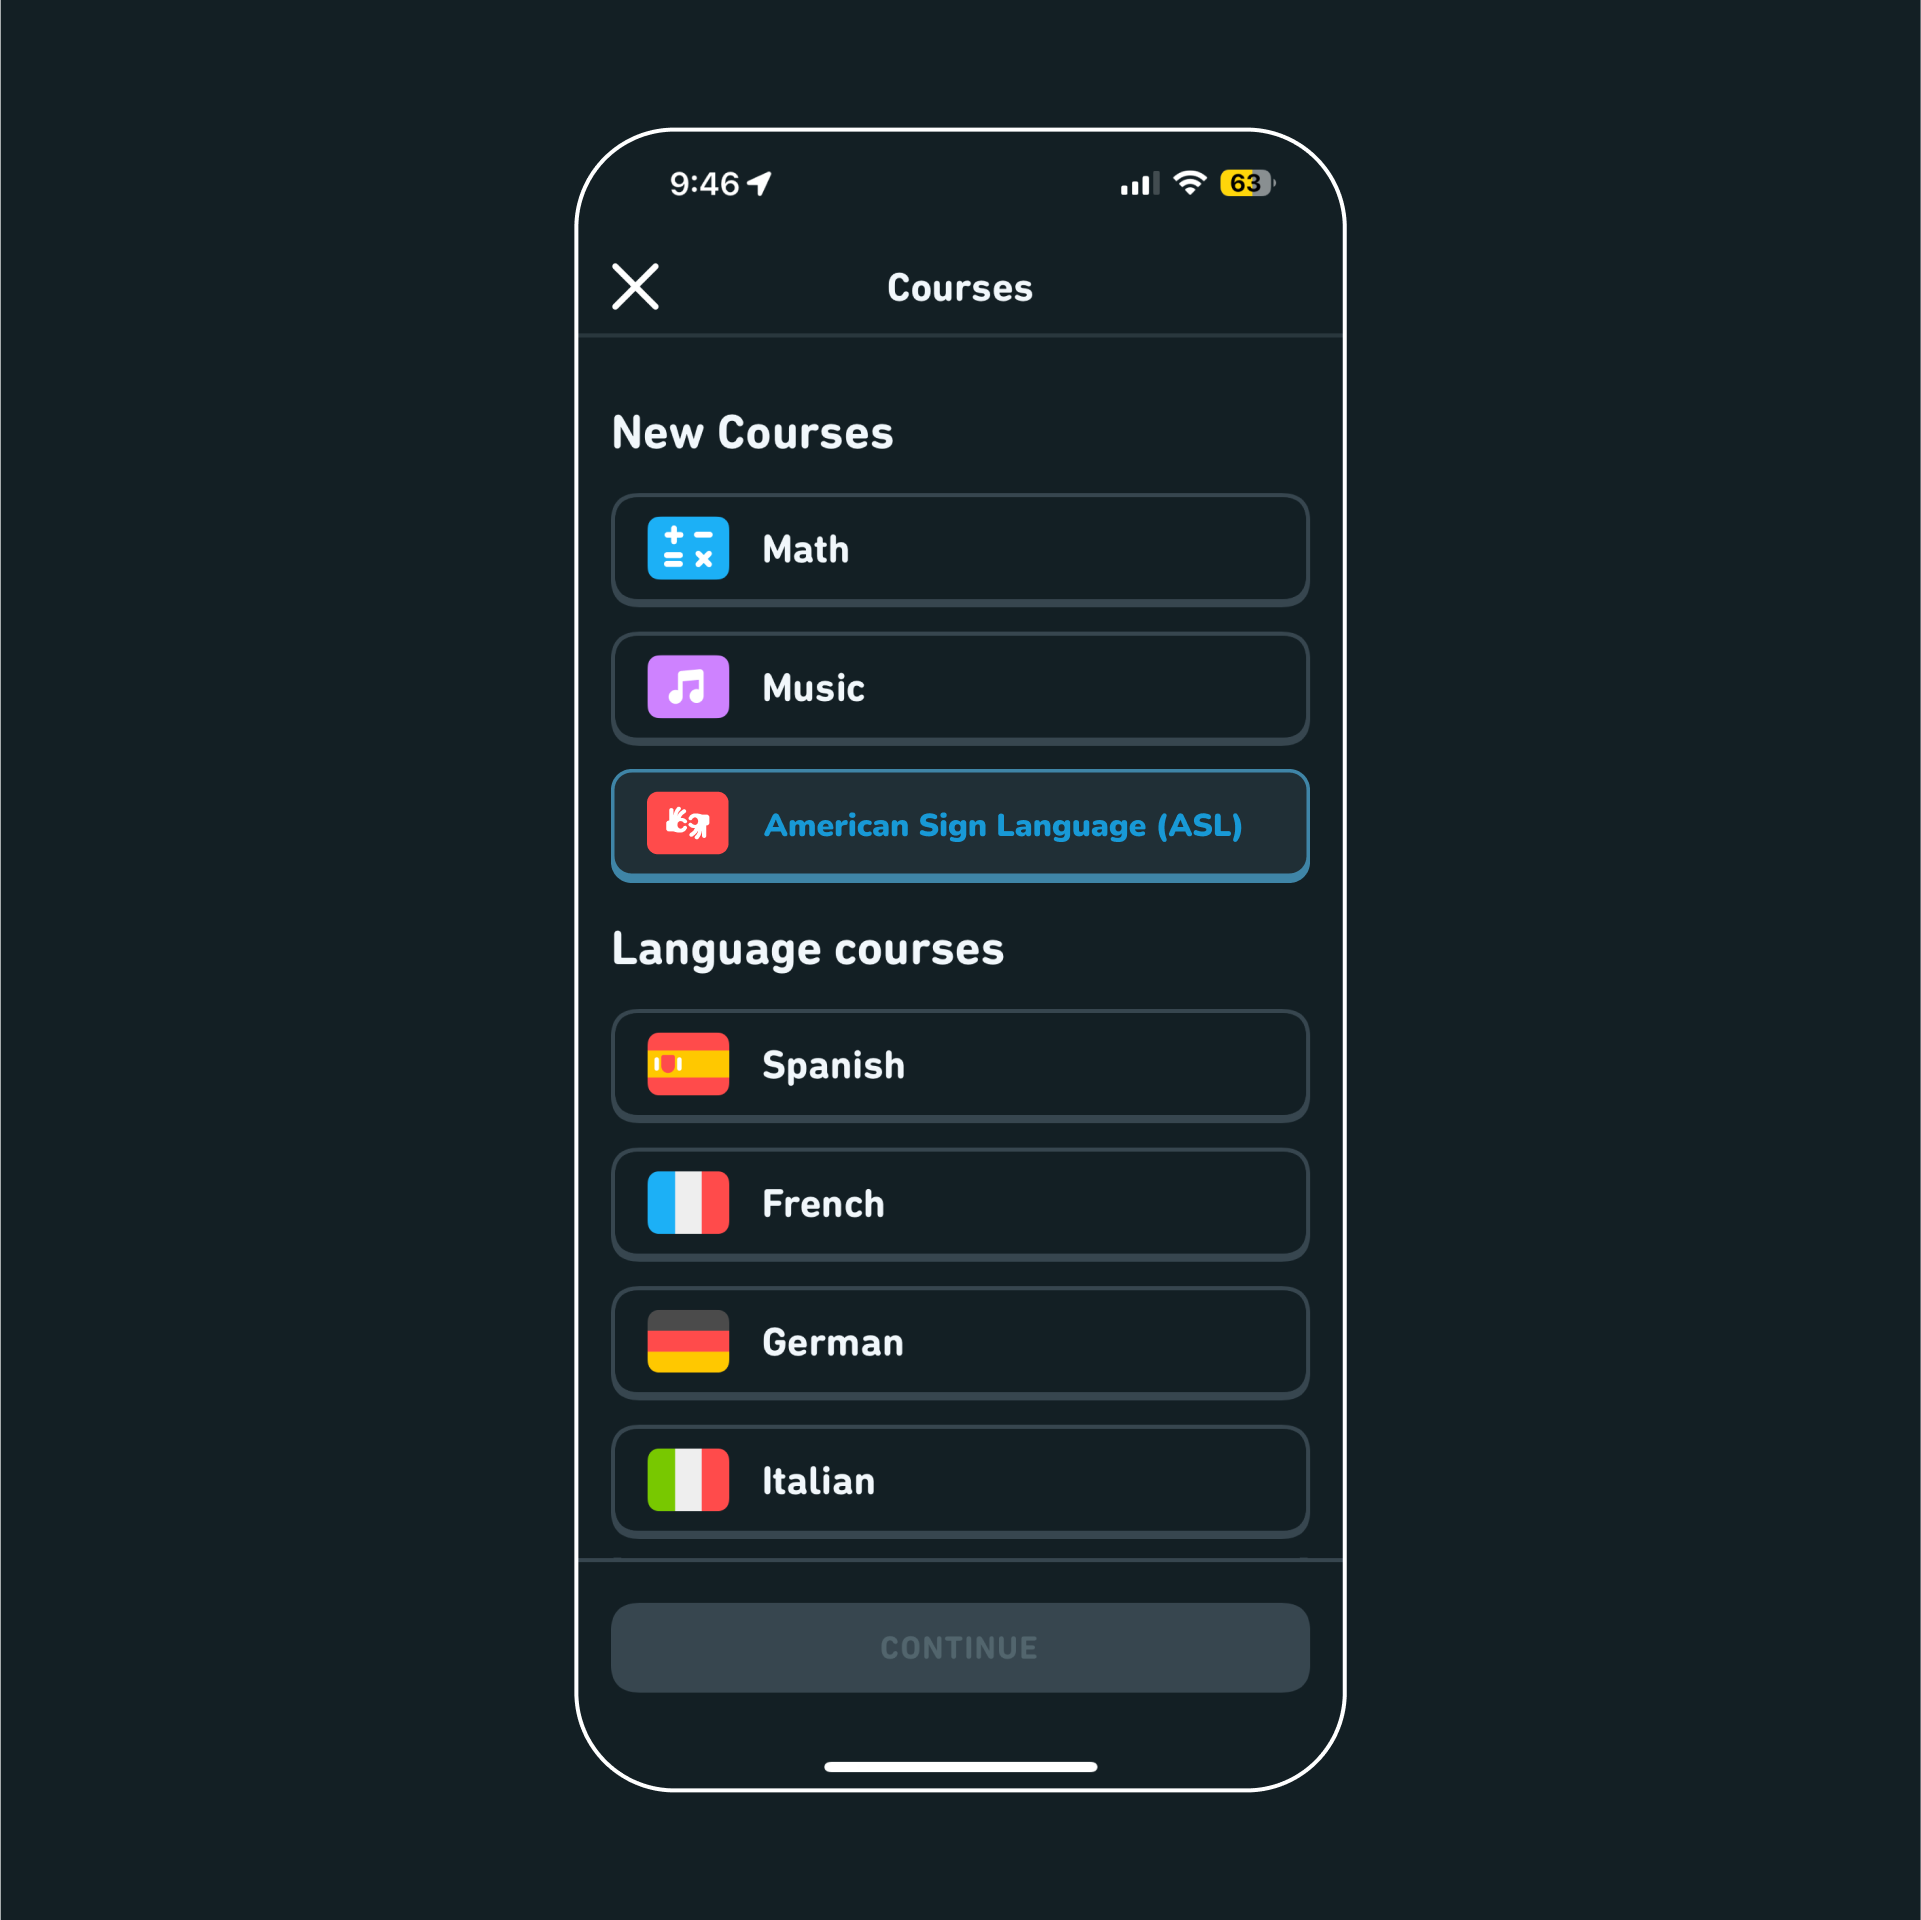 9:46
63
Courses
New Courses
Math
Music
American Sign Language (ASL)
Language courses
Spanish
French
German
Italian
CONTINUE